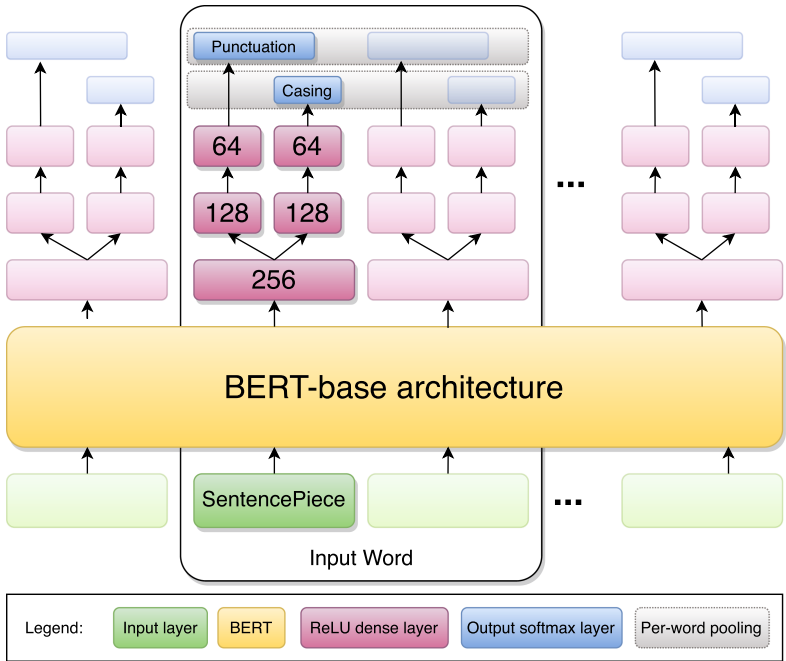 Punctuation
Casing
64 64
128 128
...
256
BERT-base architecture
SentencePiece
...
Input Word
Legend: Input layer BERT ReLU dense layer Output softmax layer Per-word pooling